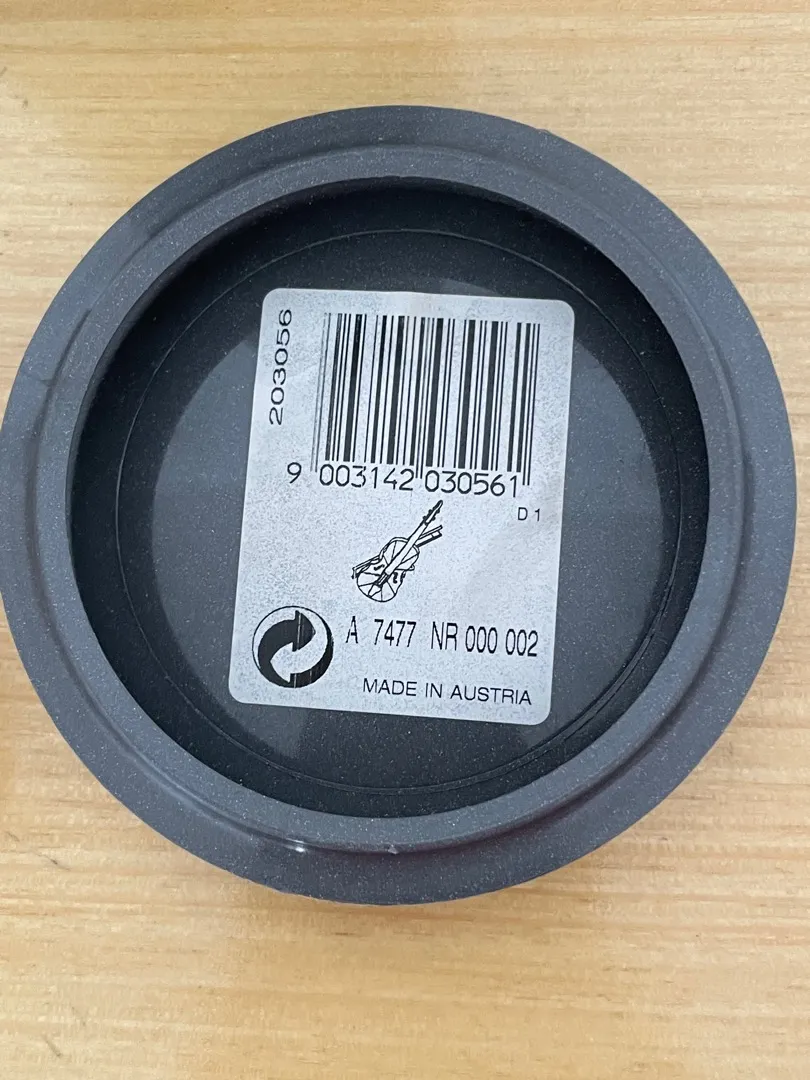 203056
9 003142 030561
D 1
A 7477 NR 000 002
MADE IN AUSTRIA